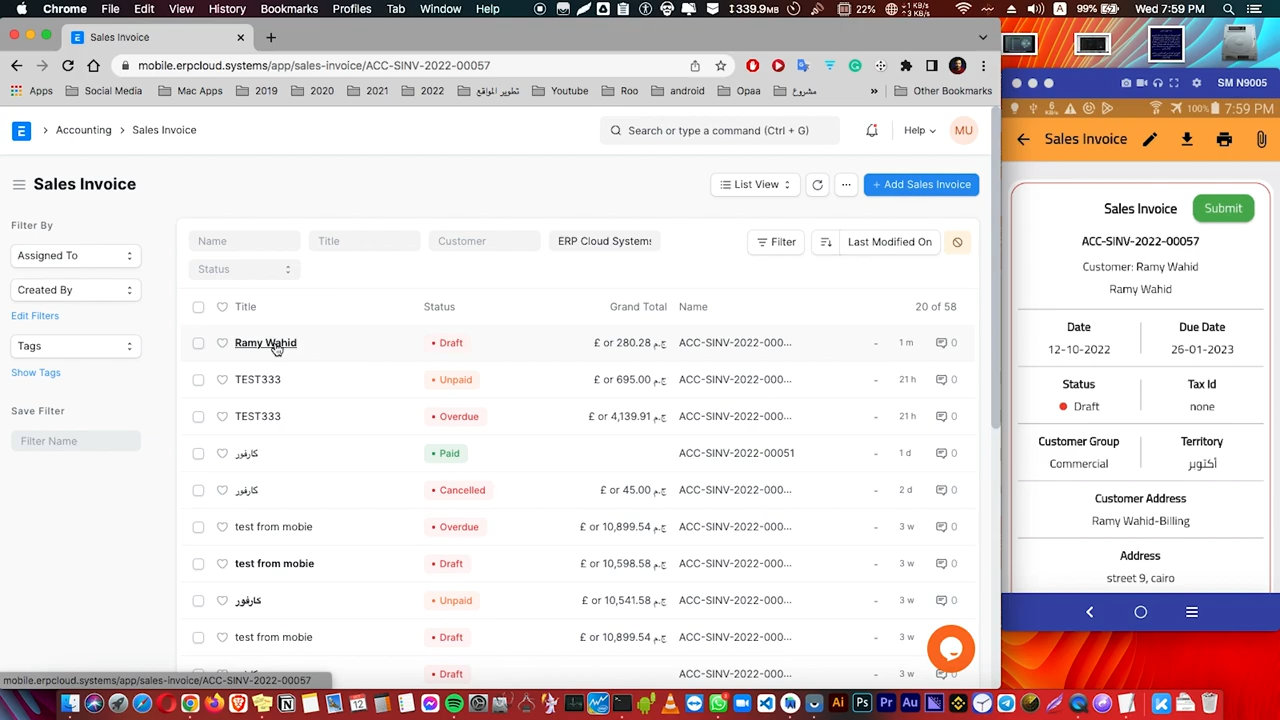 Chrome File Edit View History Bookmarks Profiles Tab Window Help 1339.9MB 22% +1 KB/s +1 KB/s A 99% Wed 7:59 PM
Sales Invoice
mobile.erpcloud.systems/app/sales-invoice/ACC-SINV-2022-00057
Apps Social Media Mac Apps 2019 2020 2021 2022 تطوير المواقع Youtube Roo android Opaa مشروع » Other Bookmarks
E Accounting Sales Invoice Search or type a command (Ctrl + G) Help MU
Sales Invoice List View + Add Sales Invoice
Filter By
Assigned To
Created By
Edit Filters
Tags
Show Tags
Save Filter
Filter Name
Name Title Customer ERP Cloud Systems Filter Last Modified On
Status
Title Status Grand Total Name 20 of 58
Ramy Wahid Draft £ or 280.28 ج.م ACC-SINV-2022-000... - 1 m 0
TEST333 Unpaid £ or 695.00 ج.م ACC-SINV-2022-000... - 21 h 0
TEST333 Overdue £ or 4,139.91 ج.م ACC-SINV-2022-000... - 21 h 0
كارفور Paid ACC-SINV-2022-00051 - 1 d 0
كارفور Cancelled £ or 45.00 ج.م ACC-SINV-2022-000... - 2 d 0
test from mobie Overdue £ or 10,899.54 ج.م ACC-SINV-2022-000... - 3 w 0
test from mobie Draft £ or 10,598.58 ج.م ACC-SINV-2022-000... - 3 w 0
كارفور Unpaid £ or 10,541.58 ج.م ACC-SINV-2022-000... - 3 w 0
test from mobie Draft £ or 10,899.54 ج.م ACC-SINV-2022-000... - 3 w 0
Draft ACC-SINV-2022-000... - 3 w 0
mobile.erpcloud.systems/app/sales-invoice/ACC-SINV-2022-00057
SM N9005
6 KB/s 100% 7:59 PM
Sales Invoice
Sales Invoice Submit
ACC-SINV-2022-00057
Customer: Ramy Wahid
Ramy Wahid
Date Due Date
12-10-2022 26-01-2023
Status Tax Id
Draft none
Customer Group Territory
Commercial أكتوبر
Customer Address
Ramy Wahid-Billing
Address
street 9, cairo